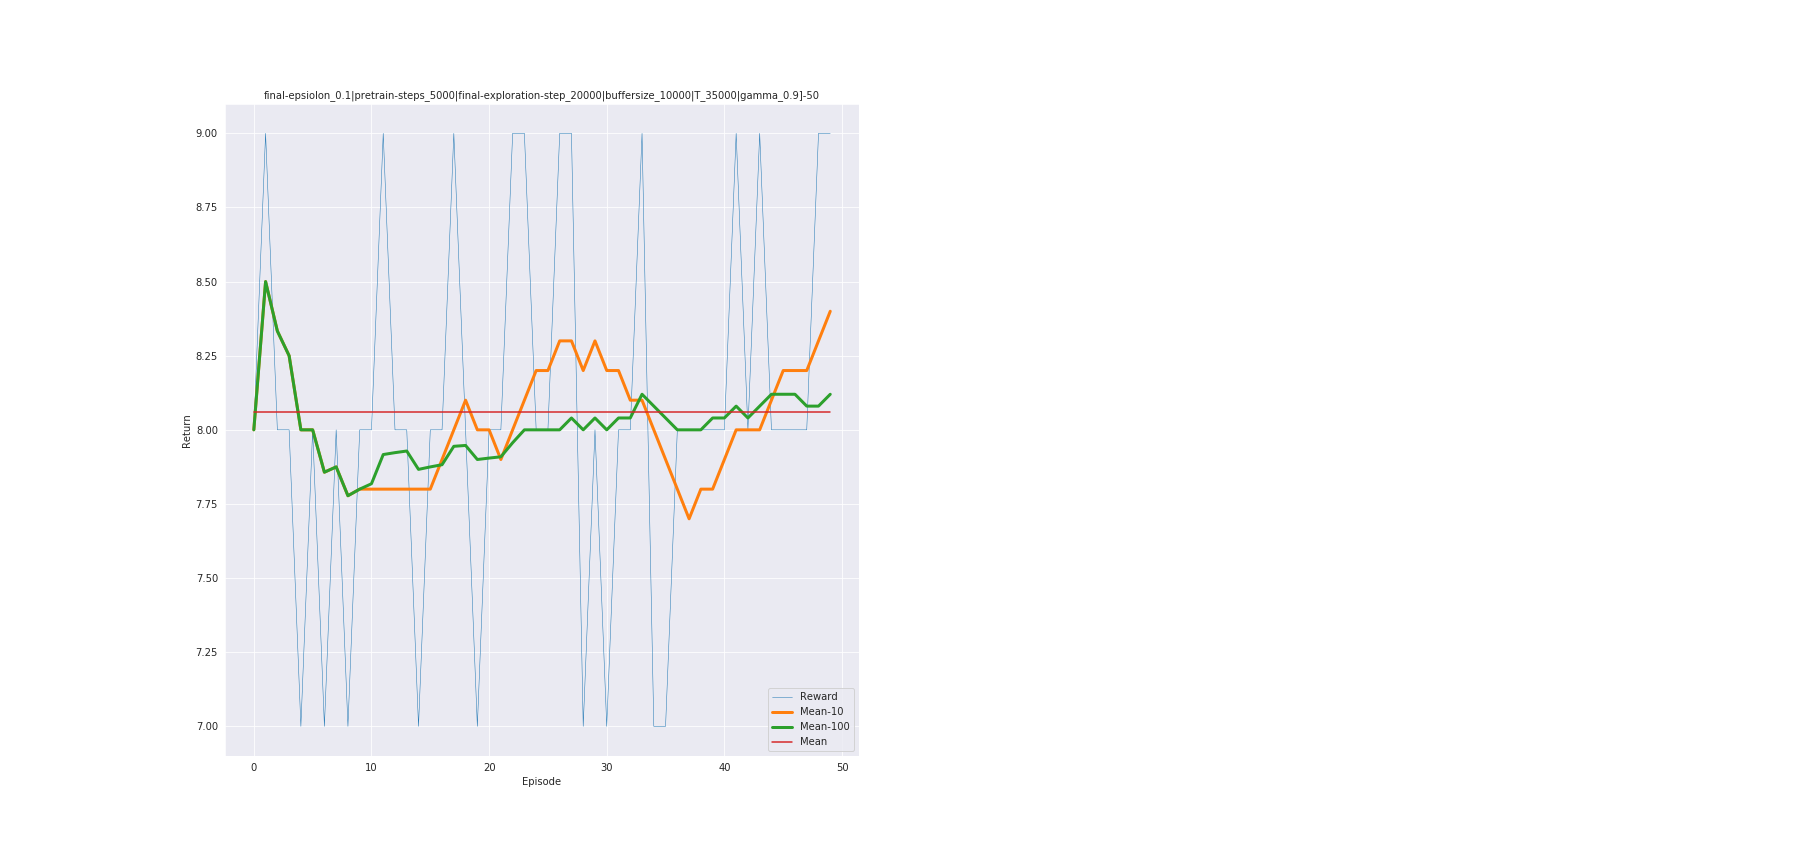 final-epsiolon_0.1|pretrain-steps_5000|final-exploration-step_20000|buffersize_10000|T_35000|gamma_0.9]-50
9.00
8.75
8.50
8.25
8.00
7.75
7.50
7.25
7.00
Return
Reward
Mean-10
Mean-100
Mean
0 10 20 30 40 50
Episode